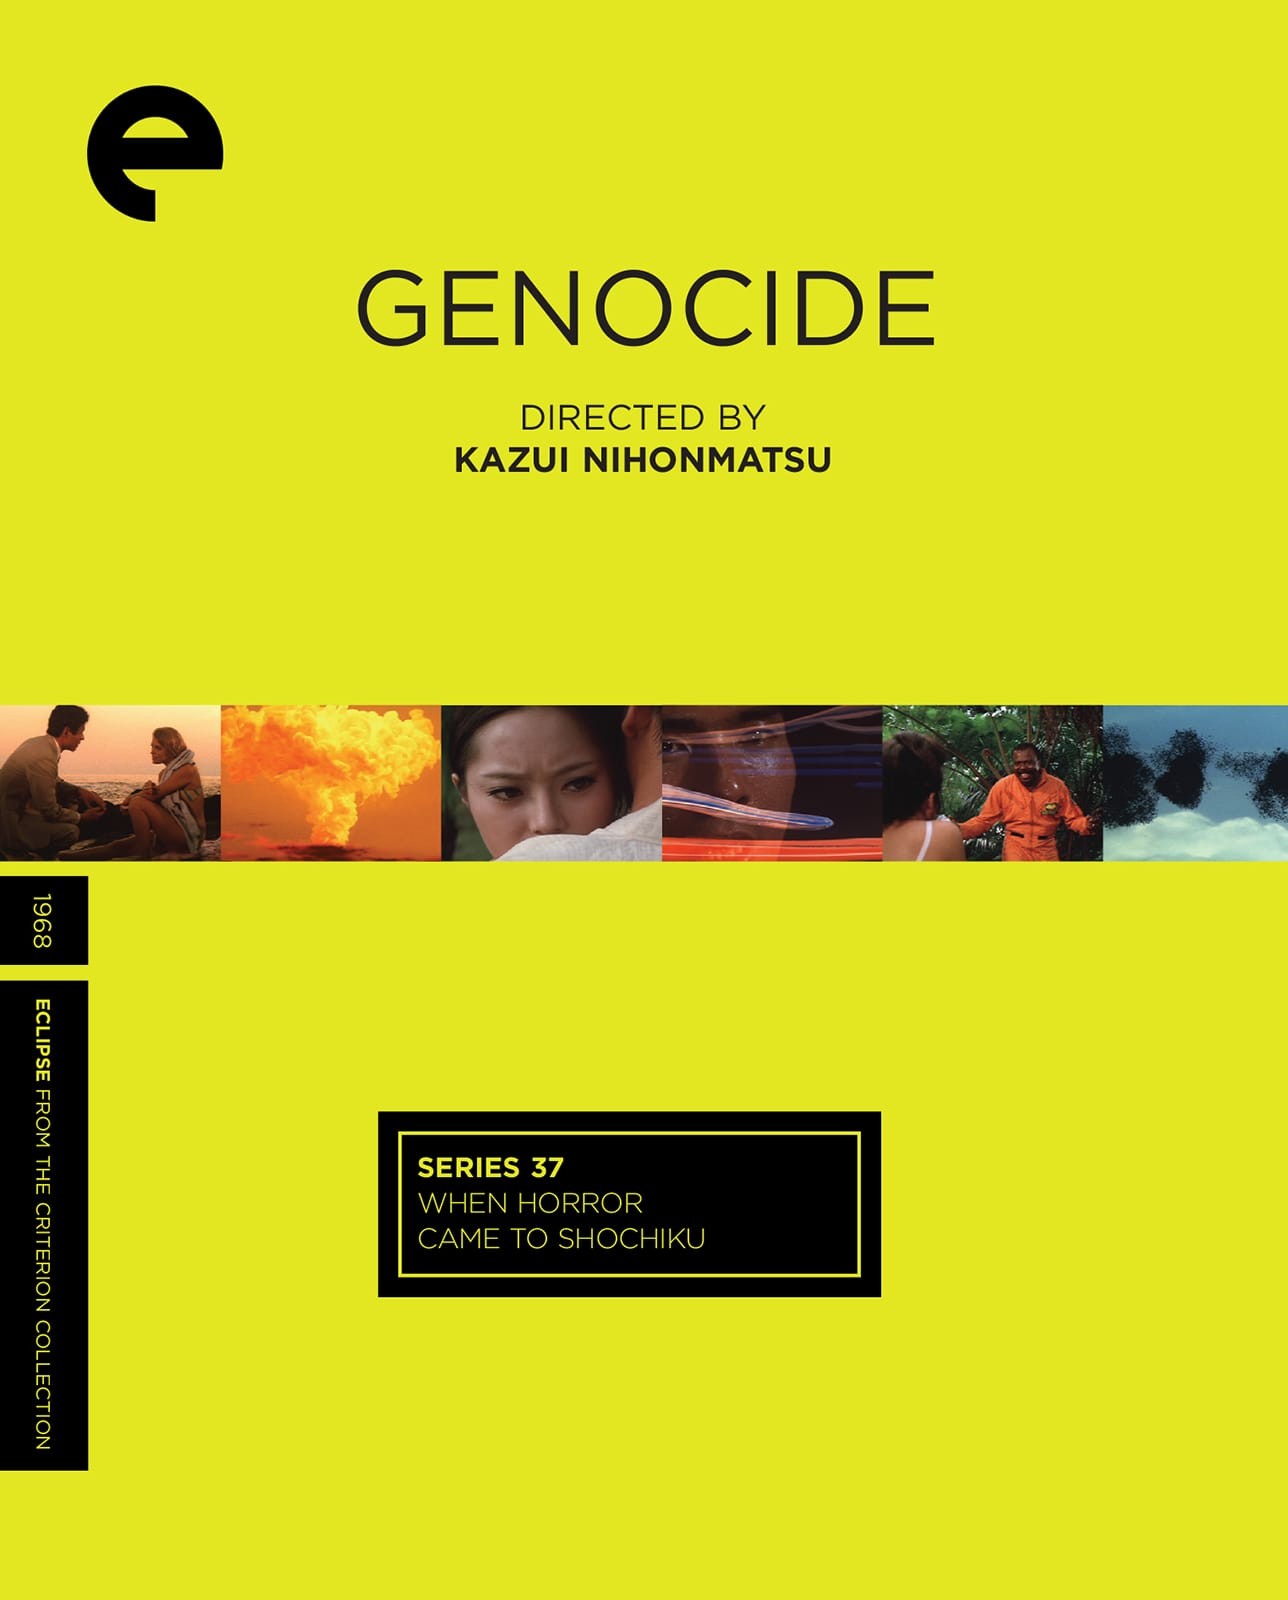 e
GENOCIDE
DIRECTED BY
KAZUI NIHONMATSU
1968
ECLIPSE FROM THE CRITERION COLLECTION
SERIES 37
WHEN HORROR
CAME TO SHOCHIKU